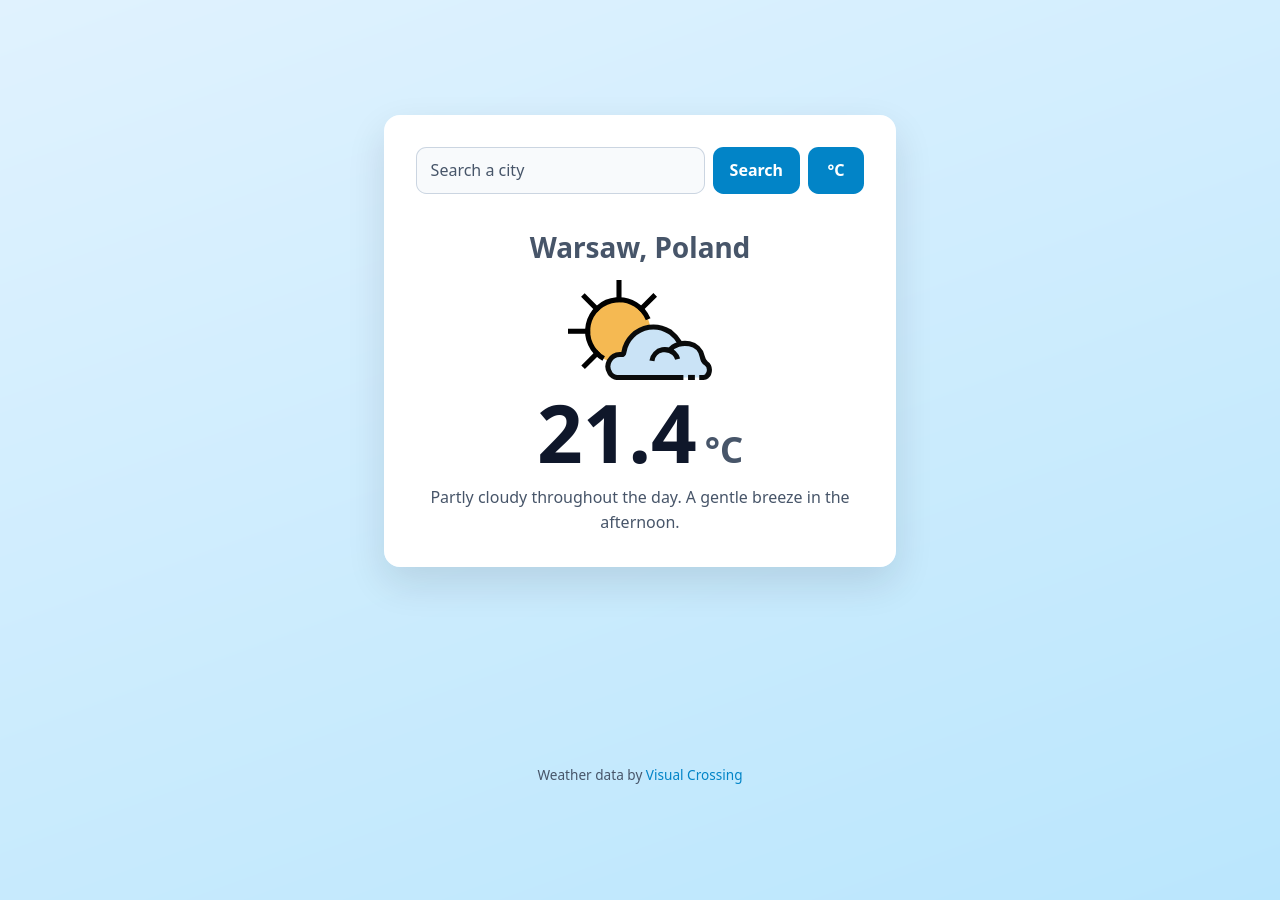 Search a city
Search
°C
Warsaw, Poland
21.4 °C
Partly cloudy throughout the day. A gentle breeze in the
afternoon.
Weather data by Visual Crossing